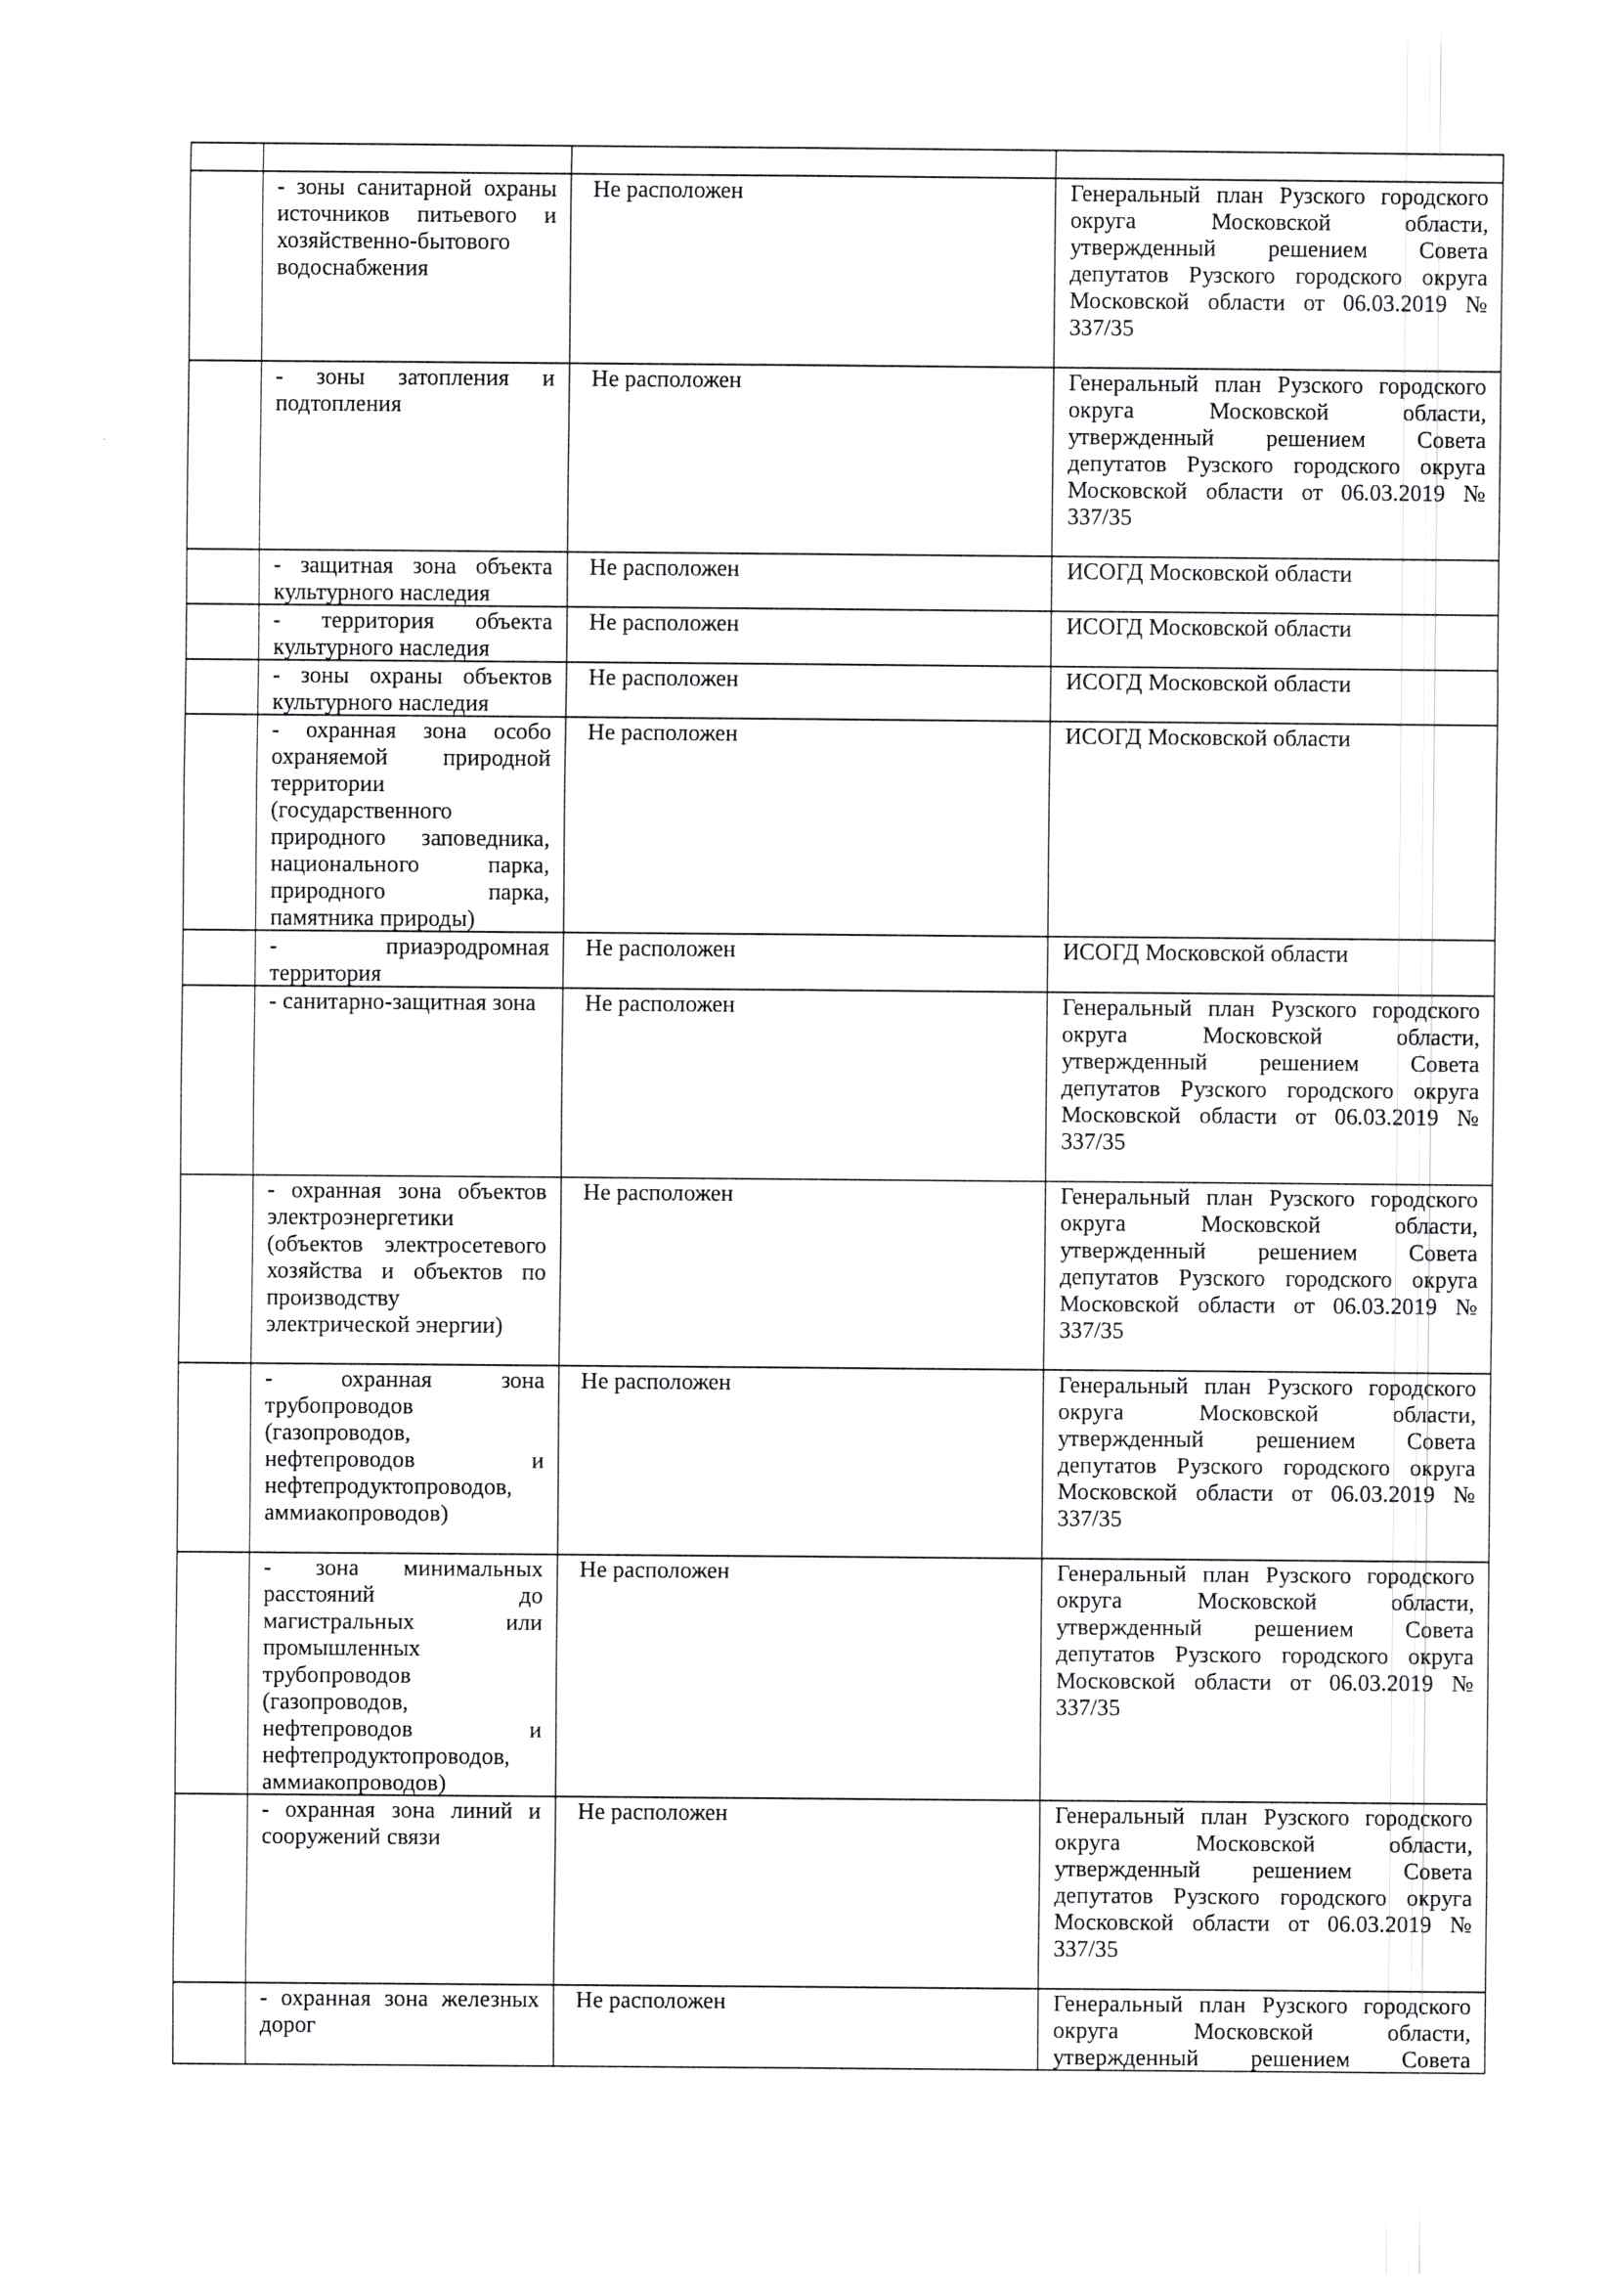 - зоны санитарной охраны
источников питьевого и
хозяйственно-бытового
водоснабжения
Не расположен
Генеральный план Рузского городского
округа Московской области,
утвержденный решением Совета
депутатов Рузского городского округа
Московской области от 06.03.2019 №
337/35
- зоны затопления и
подтопления
Не расположен
Генеральный план Рузского городского
округа Московской области,
утвержденный решением Совета
депутатов Рузского городского округа
Московской области от 06.03.2019 №
337/35
- защитная зона объекта
культурного наследия
Не расположен
ИСОГД Московской области
- территория объекта
культурного наследия
Не расположен
ИСОГД Московской области
- зоны охраны объектов
культурного наследия
Не расположен
ИСОГД Московской области
- охранная зона особо
охраняемой природной
территории
(государственного
природного заповедника,
национального парка,
природного парка,
памятника природы)
Не расположен
ИСОГД Московской области
- приаэродромная
территория
Не расположен
ИСОГД Московской области
- санитарно-защитная зона
Не расположен
Генеральный план Рузского городского
округа Московской области,
утвержденный решением Совета
депутатов Рузского городского округа
Московской области от 06.03.2019 №
337/35
- охранная зона объектов
электроэнергетики
(объектов электросетевого
хозяйства и объектов по
производству
электрической энергии)
Не расположен
Генеральный план Рузского городского
округа Московской области,
утвержденный решением Совета
депутатов Рузского городского округа
Московской области от 06.03.2019 №
337/35
- охранная зона
трубопроводов
(газопроводов,
нефтепроводов и
нефтепродуктопроводов,
аммиакопроводов)
Не расположен
Генеральный план Рузского городского
округа Московской области,
утвержденный решением Совета
депутатов Рузского городского округа
Московской области от 06.03.2019 №
337/35
- зона минимальных
расстояний до
магистральных или
промышленных
трубопроводов
(газопроводов,
нефтепроводов и
нефтепродуктопроводов,
аммиакопроводов)
Не расположен
Генеральный план Рузского городского
округа Московской области,
утвержденный решением Совета
депутатов Рузского городского округа
Московской области от 06.03.2019 №
337/35
- охранная зона линий и
сооружений связи
Не расположен
Генеральный план Рузского городского
округа Московской области,
утвержденный решением Совета
депутатов Рузского городского округа
Московской области от 06.03.2019 №
337/35
- охранная зона железных
дорог
Не расположен
Генеральный план Рузского городского
округа Московской области,
утвержденный решением Совета